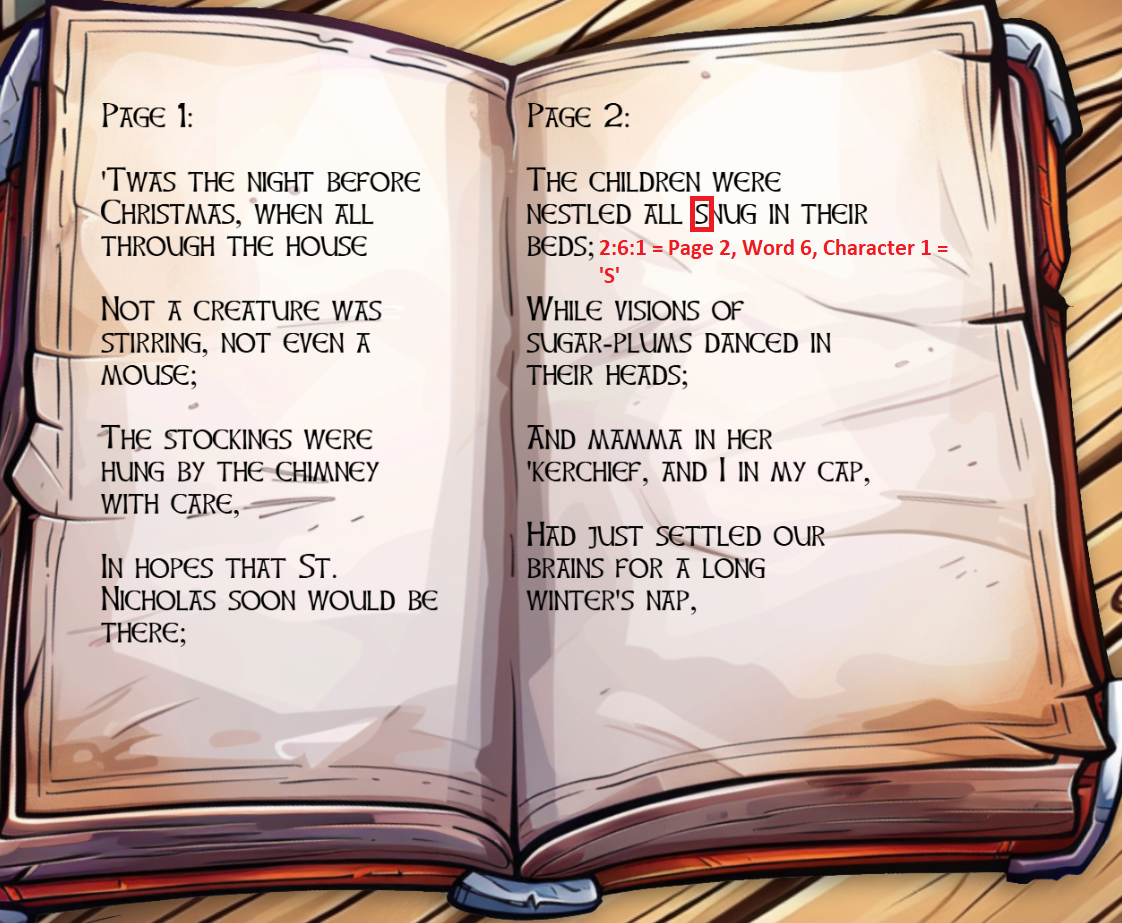 Page 1:
'Twas the night before
Christmas, when all
through the house
Not a creature was
stirring, not even a
mouse;
The stockings were
hung by the chimney
with care,
In hopes that St.
Nicholas soon would be
there;
Page 2:
The children were
nestled all snug in their
beds;
2:6:1 = Page 2, Word 6, Character 1 =
'S'
While visions of
sugar-plums danced in
their heads;
And mamma in her
'kerchief, and I in my cap,
Had just settled our
brains for a long
winter's nap,